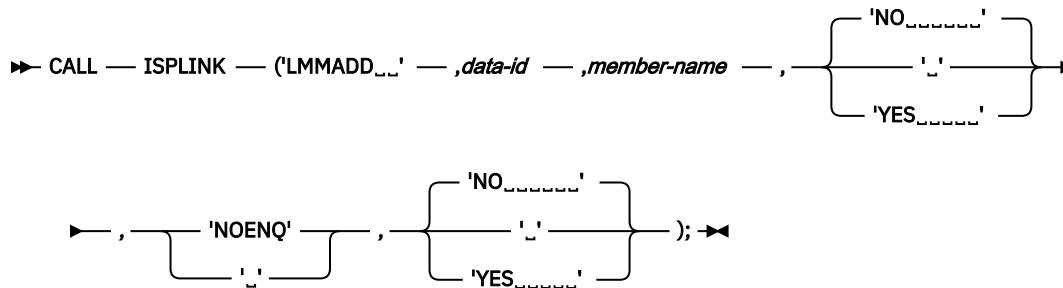 'NO␣␣␣␣␣␣'
CALL ISPLINK ('LMMADD␣␣' ,data-id ,member-name , '␣'
'YES␣␣␣␣␣'
'NO␣␣␣␣␣␣'
, 'NOENQ' , '␣' );
'␣' 'YES␣␣␣␣␣'